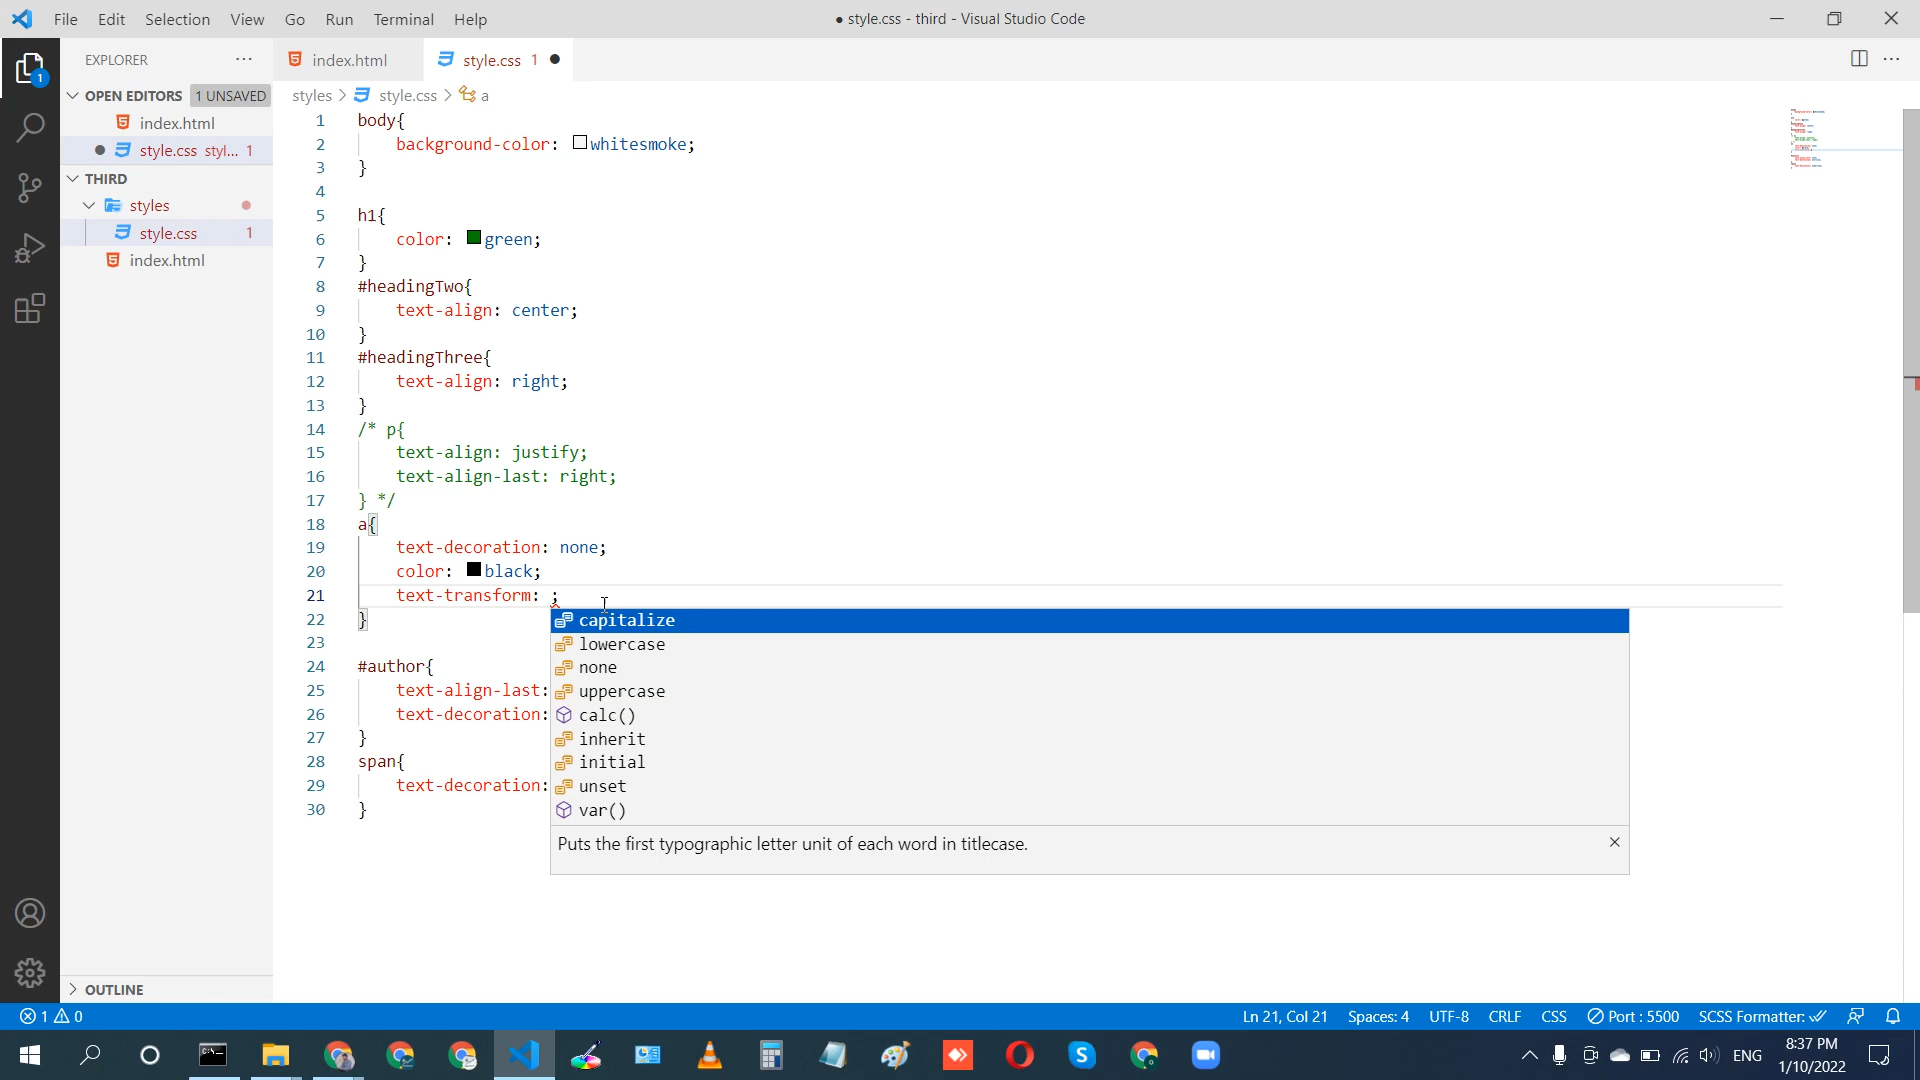 File Edit Selection View Go Run Terminal Help
● style.css - third - Visual Studio Code
EXPLORER
index.html
style.css 1
OPEN EDITORS 1 UNSAVED
index.html
style.css styl... 1
THIRD
styles
style.css 1
index.html
OUTLINE
styles > style.css > a
1 body{
2 background-color: whitesmoke;
3 }
4
5 h1{
6 color: green;
7 }
8 #headingTwo{
9 text-align: center;
10 }
11 #headingThree{
12 text-align: right;
13 }
14 /* p{
15 text-align: justify;
16 text-align-last: right;
17 } */
18 a{
19 text-decoration: none;
20 color: black;
21 text-transform: ;
22 }
23
24 #author{
25 text-align-last:
26 text-decoration:
27 }
28 span{
29 text-decoration:
30 }
capitalize
lowercase
none
uppercase
calc()
inherit
initial
unset
var()
Puts the first typographic letter unit of each word in titlecase.
1 0
Ln 21, Col 21 Spaces: 4 UTF-8 CRLF CSS Port : 5500 SCSS Formatter:
ENG
8:37 PM
1/10/2022